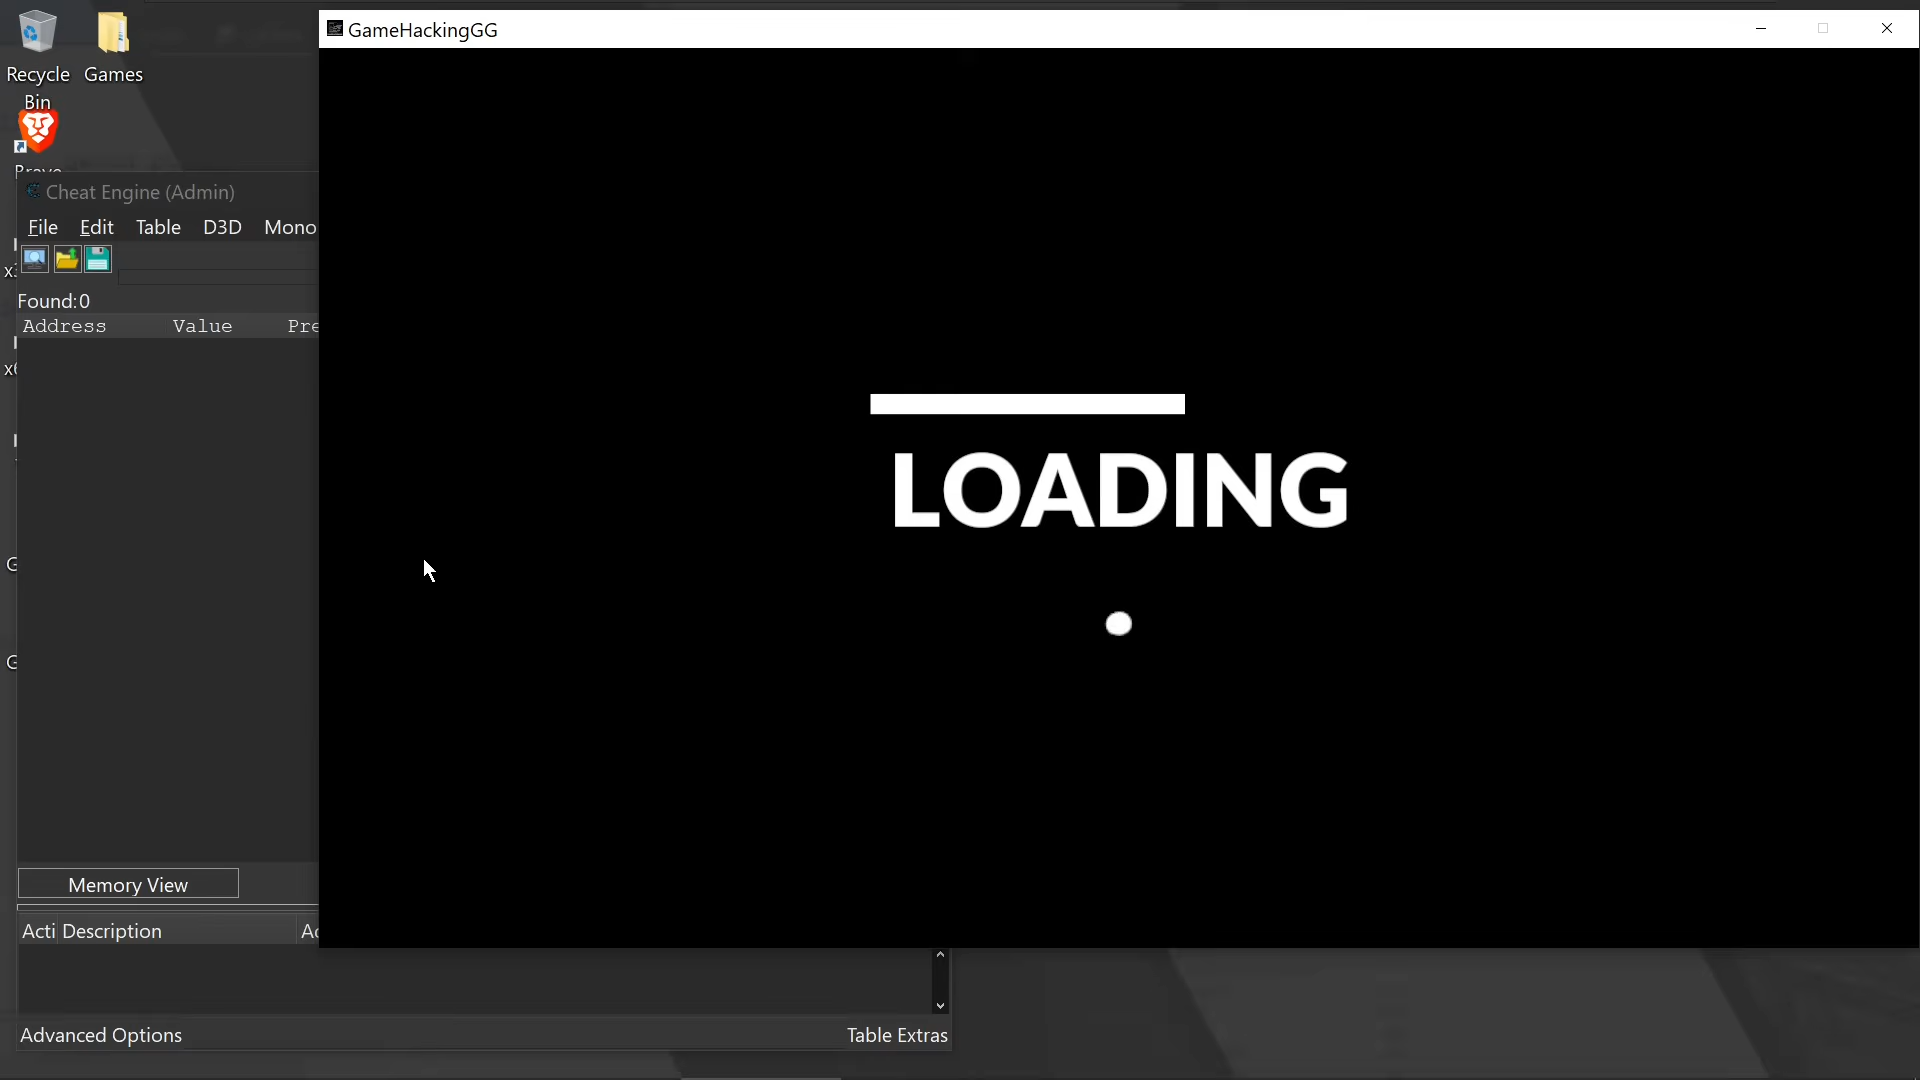 GameHackingGG
Recycle Bin
Games
Cheat Engine (Admin)
File Edit Table D3D Mono
Found:0
Address Value
LOADING
Memory View
Acti Description
Advanced Options
Table Extras